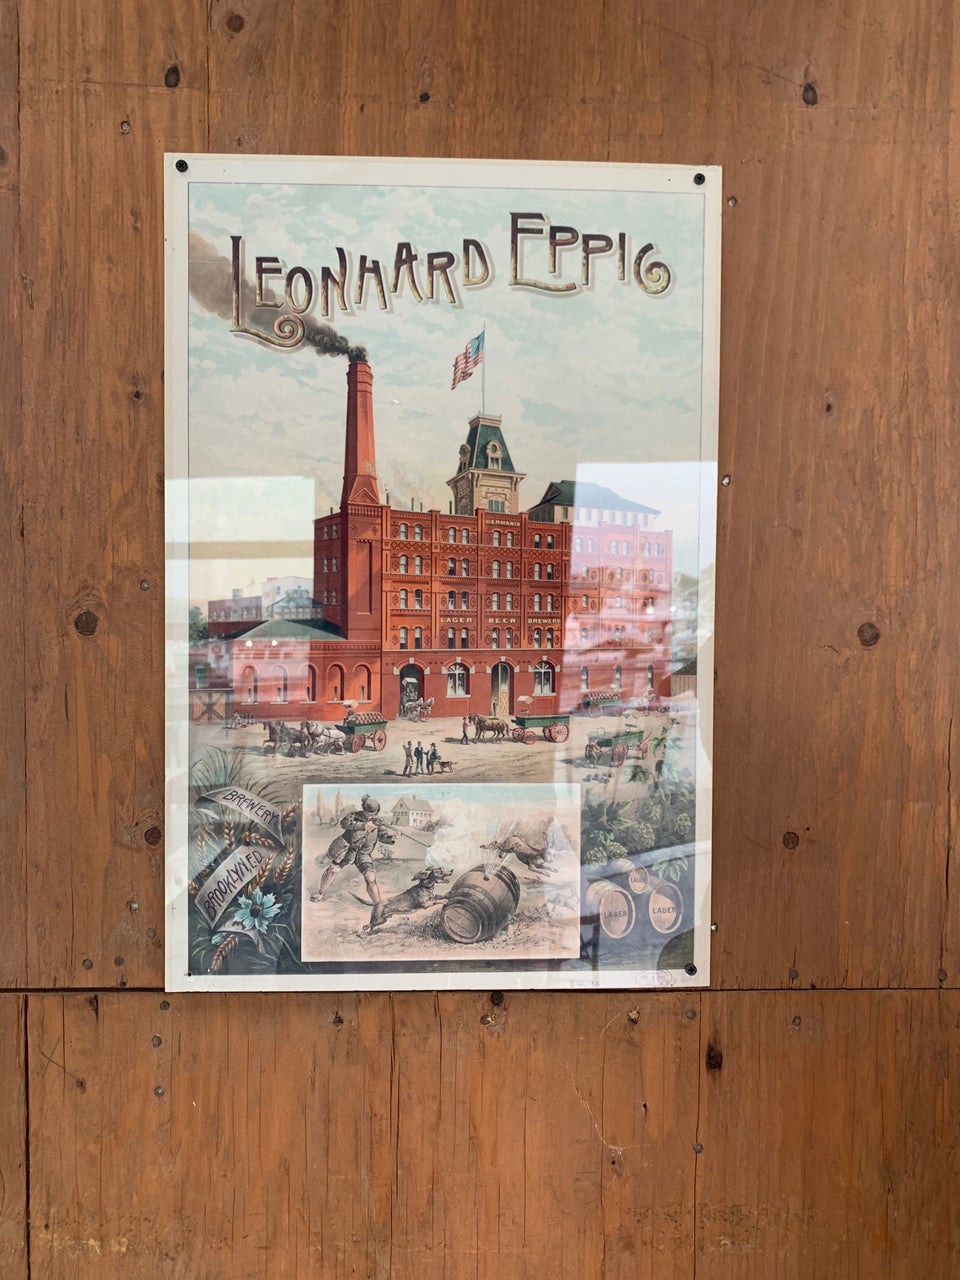 LEONHARD EPPIG
GERMANIA
LAGER BEER BREWERY
BREWERY
BROOKLYN E.D.
LAGER
LAGER
LAGER